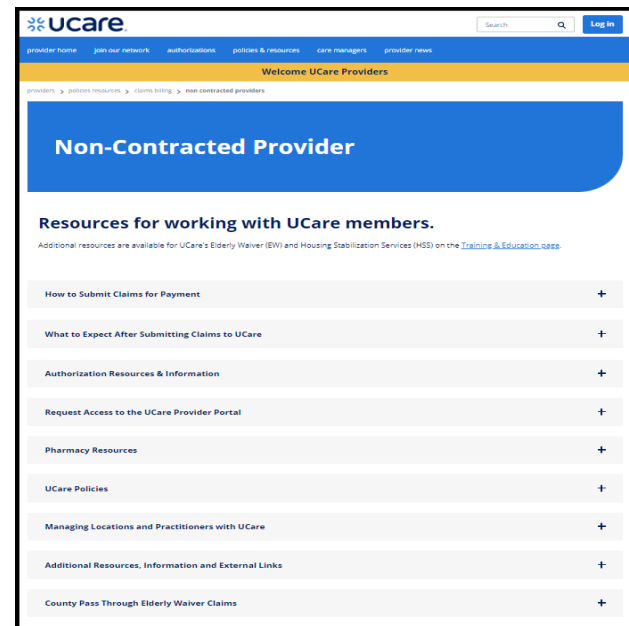 ucare.
Search
Log in
provider home join our network authorizations policies & resources care managers provider news
Welcome UCare Providers
providers > policies resources > claims billing > non contracted providers
Non-Contracted Provider
Resources for working with UCare members.
Additional resources are available for UCare's Elderly Waiver (EW) and Housing Stabilization Services (HSS) on the Training & Education page.
How to Submit Claims for Payment +
What to Expect After Submitting Claims to UCare +
Authorization Resources & Information +
Request Access to the UCare Provider Portal +
Pharmacy Resources +
UCare Policies +
Managing Locations and Practitioners with UCare +
Additional Resources, Information and External Links +
County Pass Through Elderly Waiver Claims +